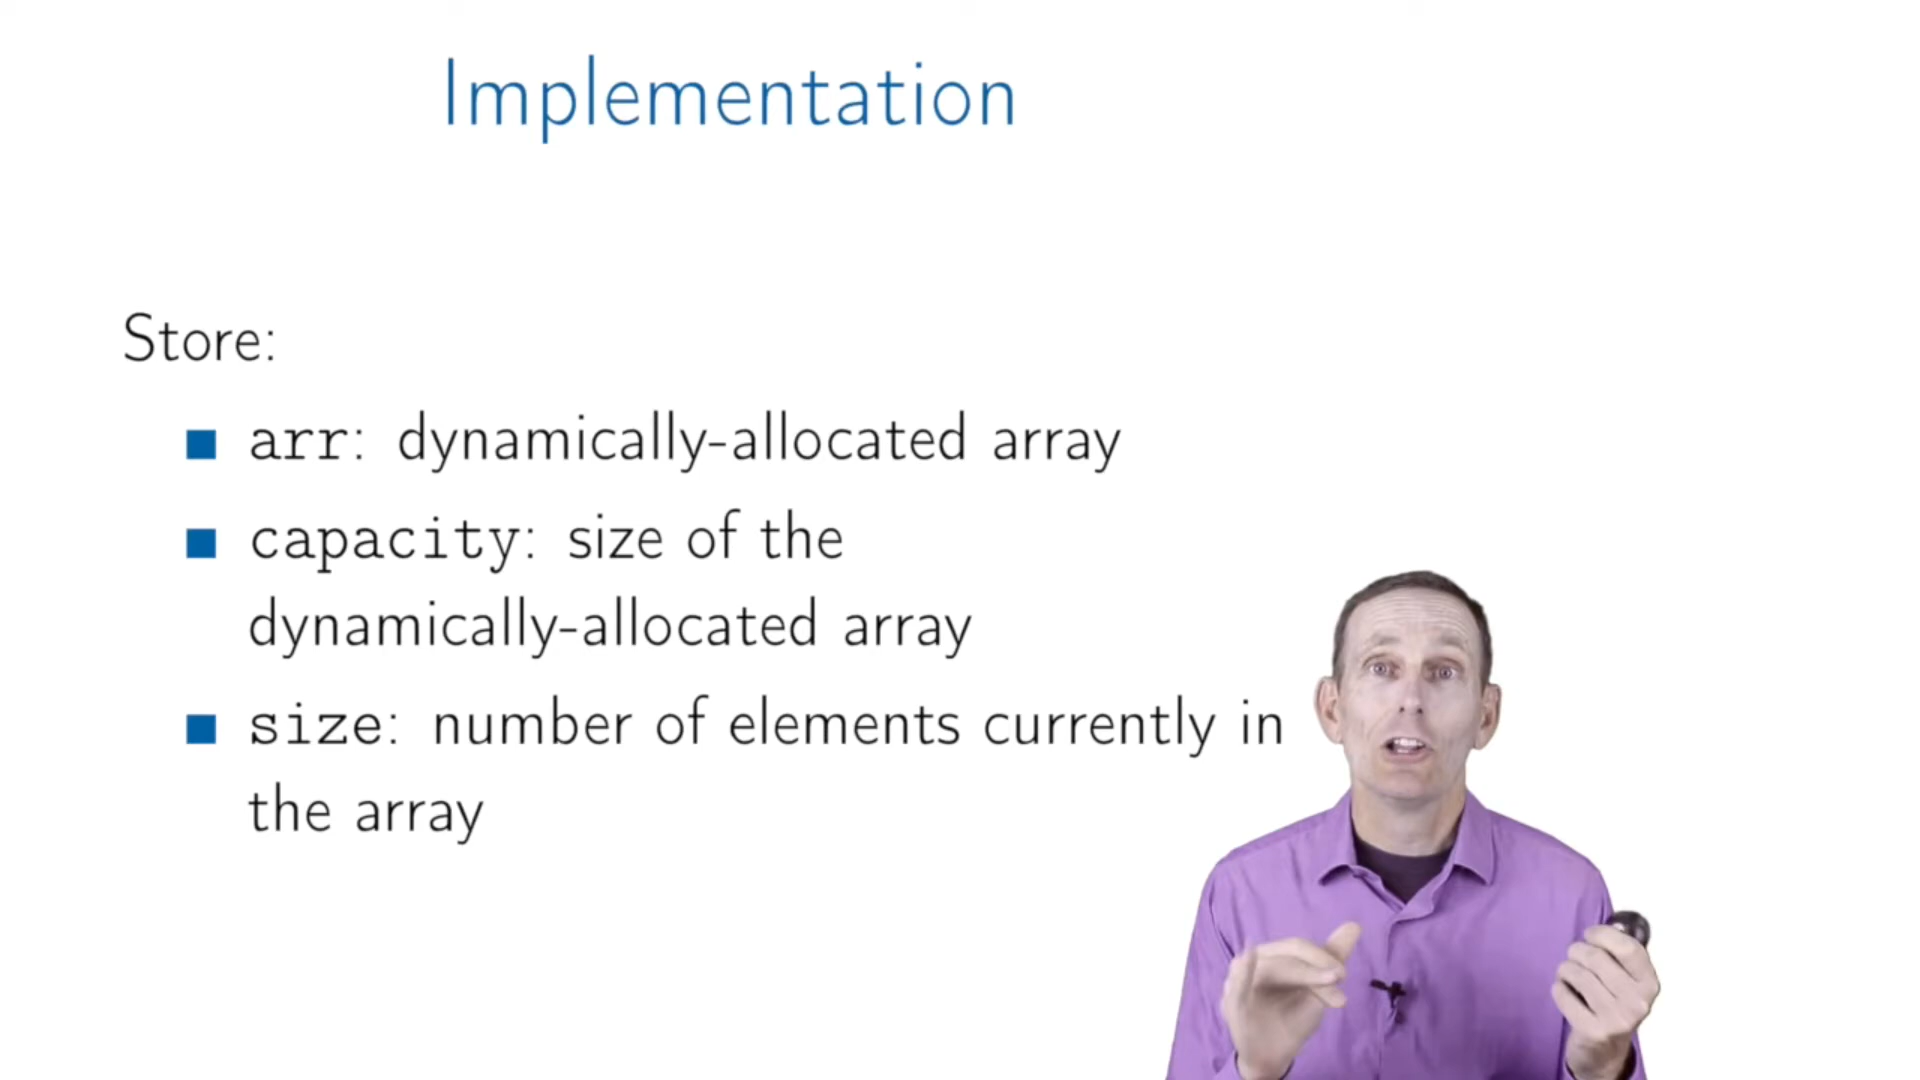 Implementation
Store:
arr: dynamically-allocated array
capacity: size of the
dynamically-allocated array
size: number of elements currently in
the array